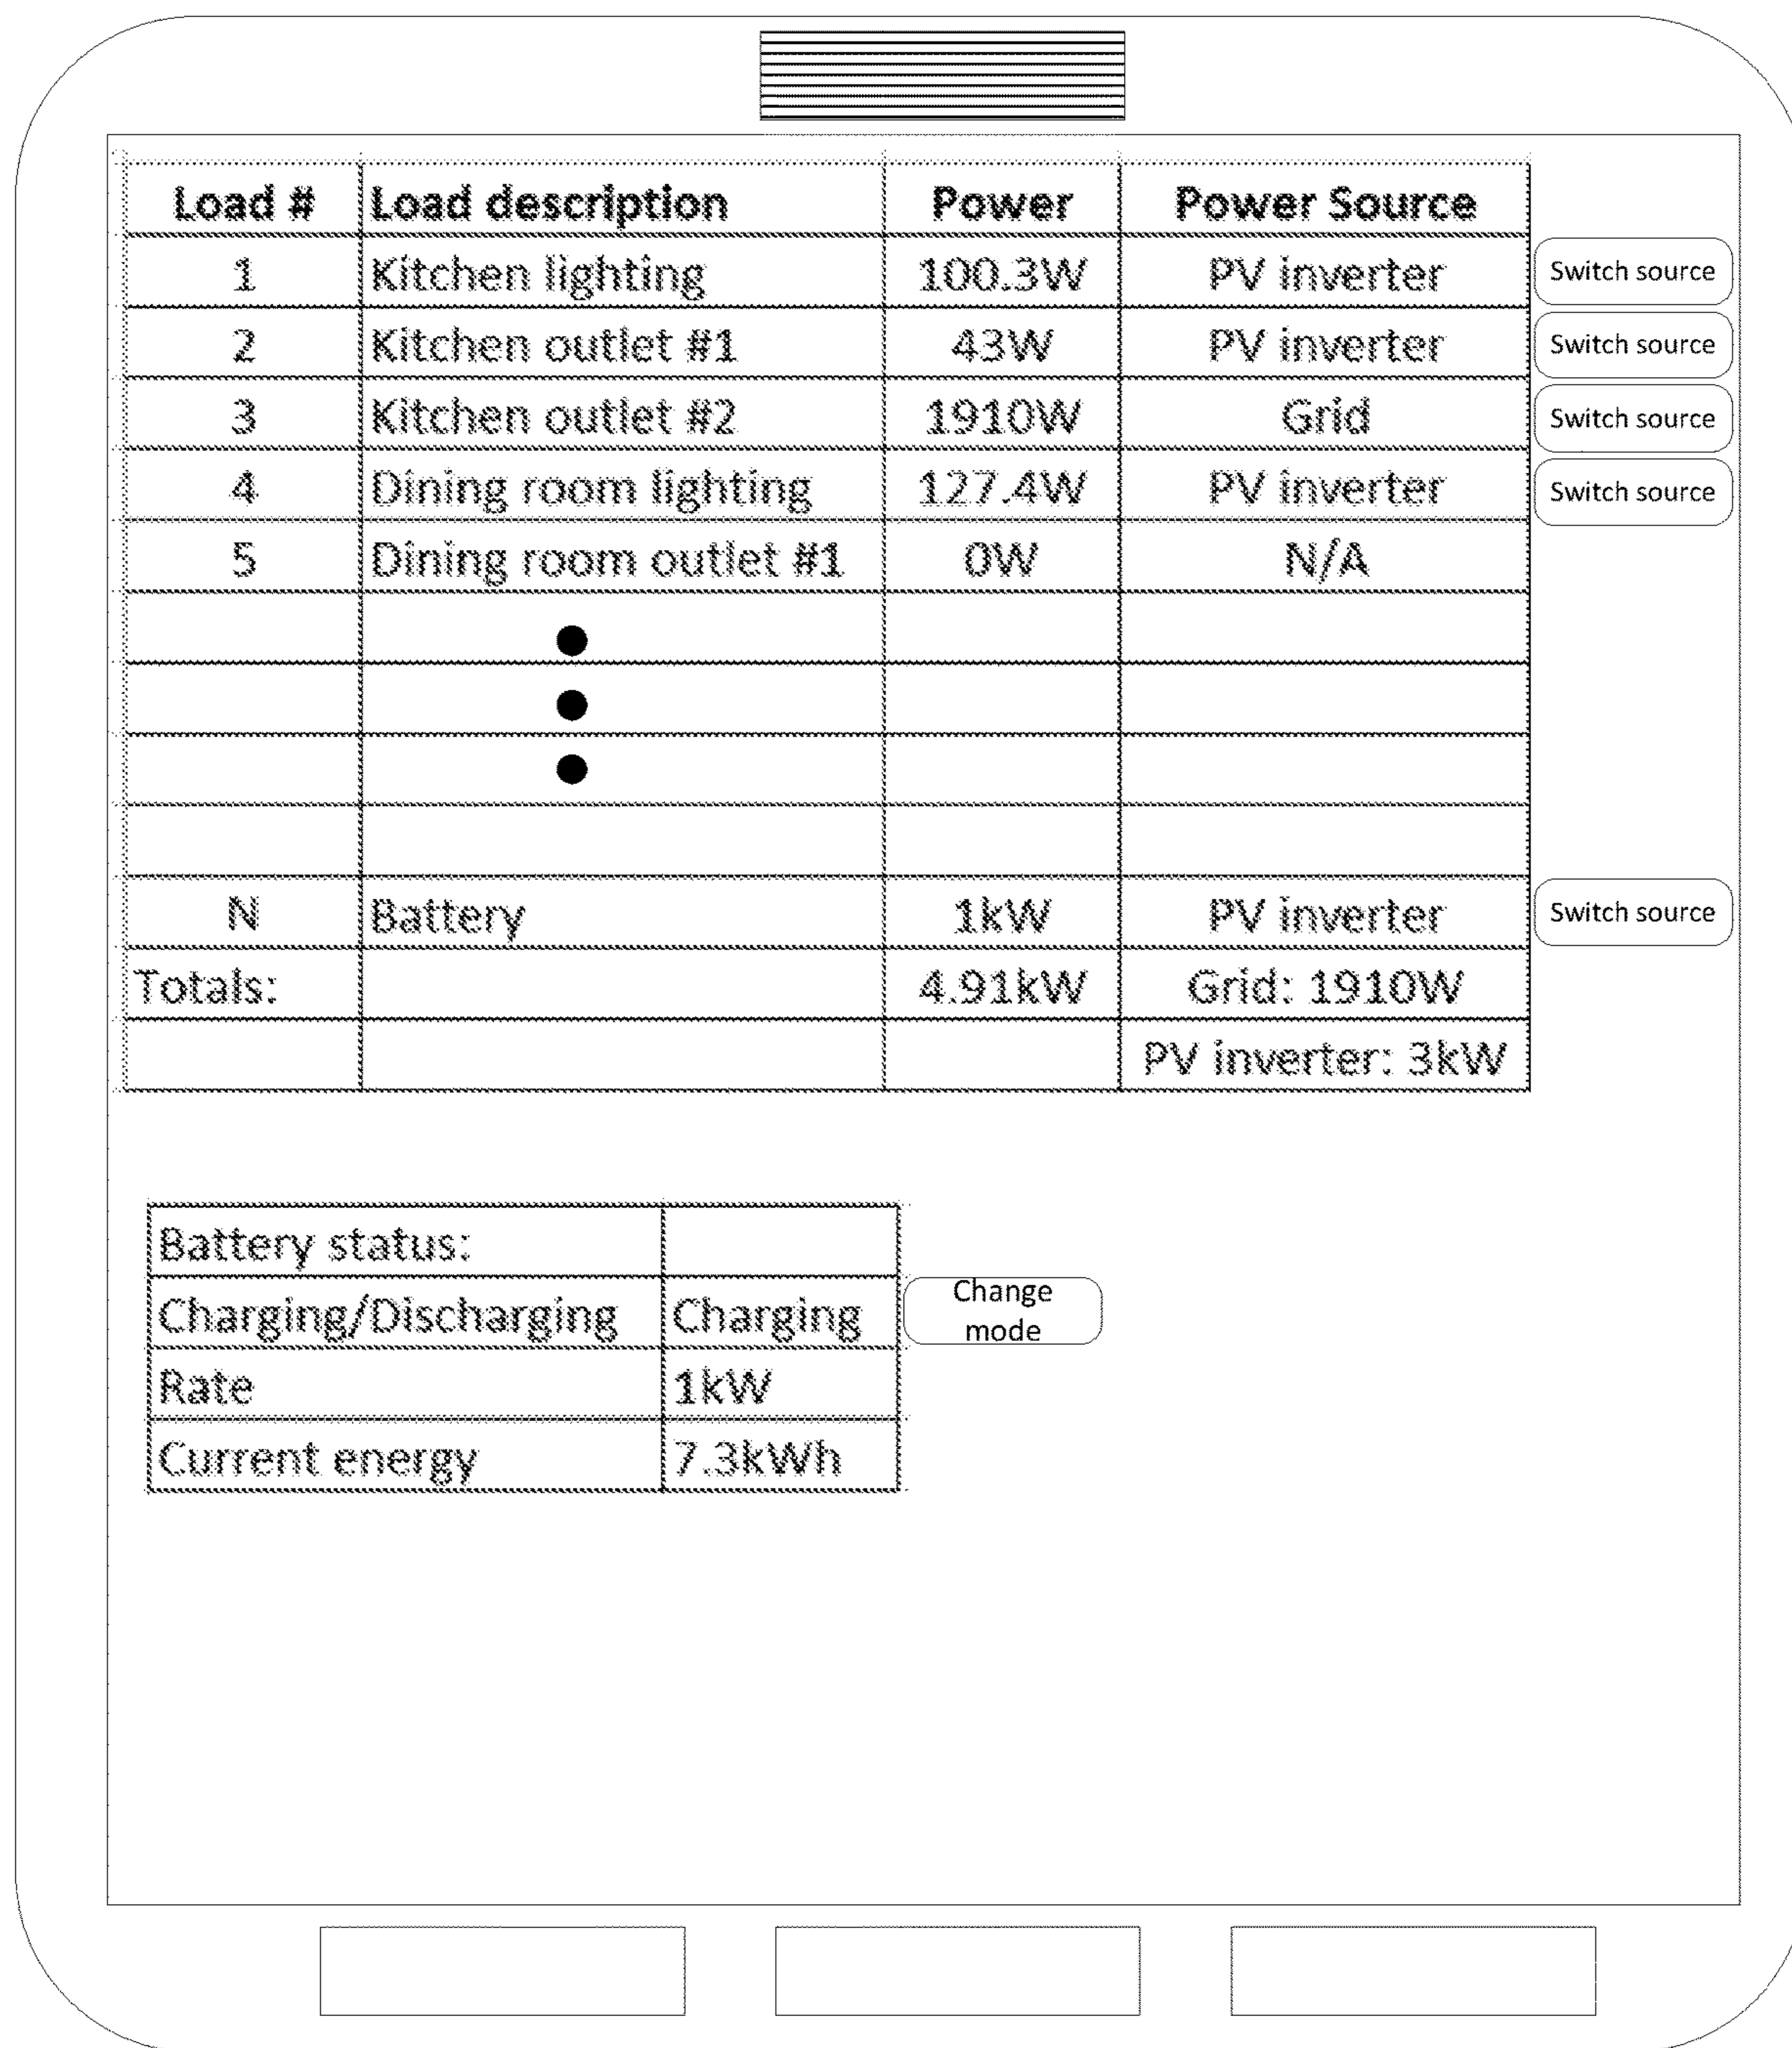 Load # Load description Power Power Source
1 Kitchen lighting 100.3W PV inverter Switch source
2 Kitchen outlet #1 43W PV inverter Switch source
3 Kitchen outlet #2 1910W Grid Switch source
4 Dining room lighting 127.4W PV inverter Switch source
5 Dining room outlet #1 0W N/A
N Battery 1kW PV inverter Switch source
Totals: 4.91kW Grid: 1910W
PV inverter: 3kW
Battery status:
Charging/Discharging Charging Change
mode
Rate 1kW
Current energy 7.3kWh